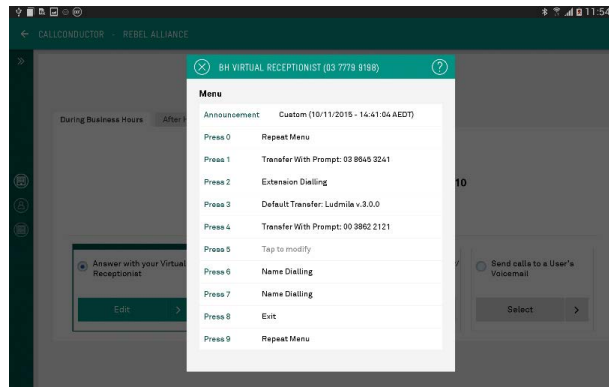 11:54
CALLCONDUCTOR - REBEL ALLIANCE
BH VIRTUAL RECEPTIONIST (03 7779 9198)
?
Menu
Announcement Custom (10/11/2015 - 14:41:04 AEDT)
Press 0 Repeat Menu
Press 1 Transfer With Prompt: 03 8645 3241
Press 2 Extension Dialling
Press 3 Default Transfer: Ludmila v.3.0.0
Press 4 Transfer With Prompt: 00 3862 2121
Press 5 Tap to modify
Press 6 Name Dialling
Press 7 Name Dialling
Press 8 Exit
Press 9 Repeat Menu
During Business Hours After
10
Answer with your Virtual
Receptionist
Edit
Send calls to a User's
Voicemail
Select